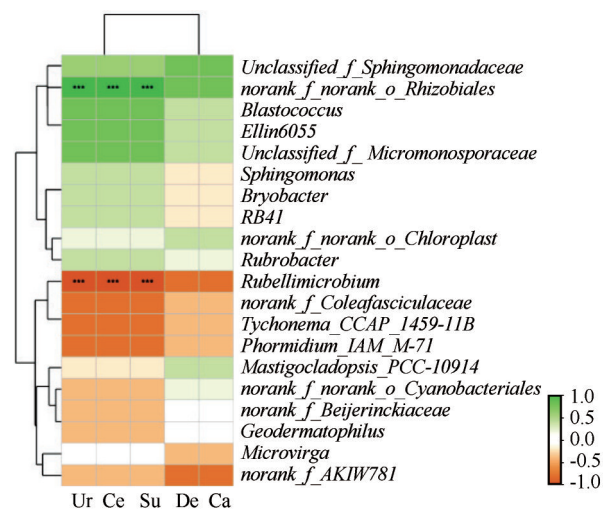 Unclassified_f_Sphingomonadaceae
*** *** *** norank_f_norank_o_Rhizobiales
Blastococcus
Ellin6055
Unclassified_f_ Micromonosporaceae
Sphingomonas
Bryobacter
RB41
norank_f_norank_o_Chloroplast
Rubrobacter
*** *** *** Rubellimicrobium
norank_f_Coleafasciculaceae
Tychonema_CCAP_1459-11B
Phormidium_IAM_M-71
Mastigocladopsis_PCC-10914
norank_f_norank_o_Cyanobacteriales
norank_f_Beijerinckiaceae
Geodermatophilus
Microvirga
norank_f_AKIW781
1.0
0.5
0.0
-0.5
-1.0
Ur Ce Su De Ca